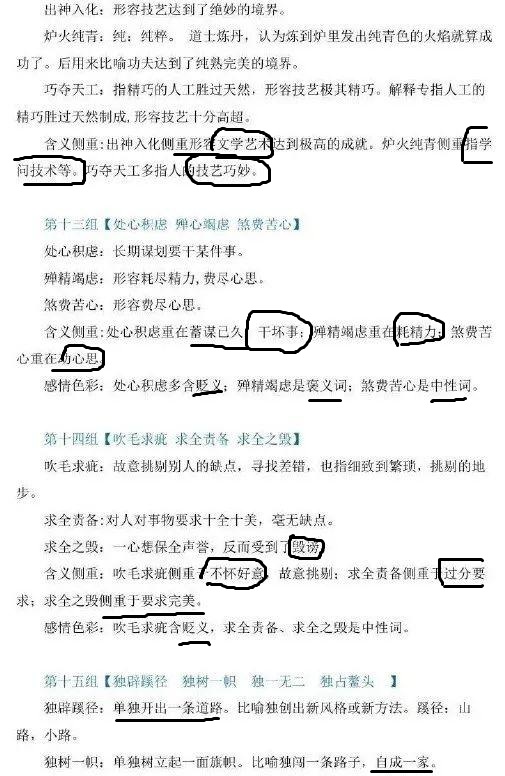 出神入化：形容技艺达到了绝妙的境界。
炉火纯青：纯：纯粹。 道士炼丹，认为炼到炉里发出纯青色的火焰就算成
功了。后用来比喻功夫达到了纯熟完美的境界。
巧夺天工：指精巧的人工胜过天然，形容技艺极其精巧。解释专指人工的
精巧胜过天然制成,形容技艺十分高超。
含义侧重:出神入化侧重形容文学艺术达到极高的成就。炉火纯青侧重指学
问技术等。巧夺天工多指人的技艺巧妙。
第十三组【处心积虑 殚心竭虑 煞费苦心】
处心积虑：长期谋划要干某件事。
殚精竭虑：形容耗尽精力,费尽心思。
煞费苦心：形容费尽心思。
含义侧重:处心积虑重在蓄谋已久 干坏事；殚精竭虑重在耗精力；煞费苦
心重在动心思。
感情色彩：处心积虑多含贬义；殚精竭虑是褒义词；煞费苦心是中性词。
第十四组【吹毛求疵 求全责备 求全之毁】
吹毛求疵：故意挑剔别人的缺点，寻找差错，也指细致到繁琐，挑剔的地
步。
求全责备:对人对事物要求十全十美，毫无缺点。
求全之毁：一心想保全声誉，反而受到了毁谤
含义侧重：吹毛求疵侧重于不怀好意，故意挑剔；求全责备侧重于过分要
求；求全之毁侧重于要求完美。
感情色彩：吹毛求疵含贬义，求全责备、求全之毁是中性词。
第十五组【独辟蹊径 独树一帜 独一无二 独占鳌头 】
独辟蹊径：单独开出一条道路。比喻独创出新风格或新方法。蹊径：山
路，小路。
独树一帜：单独树立起一面旗帜。比喻独闯一条路子，自成一家。